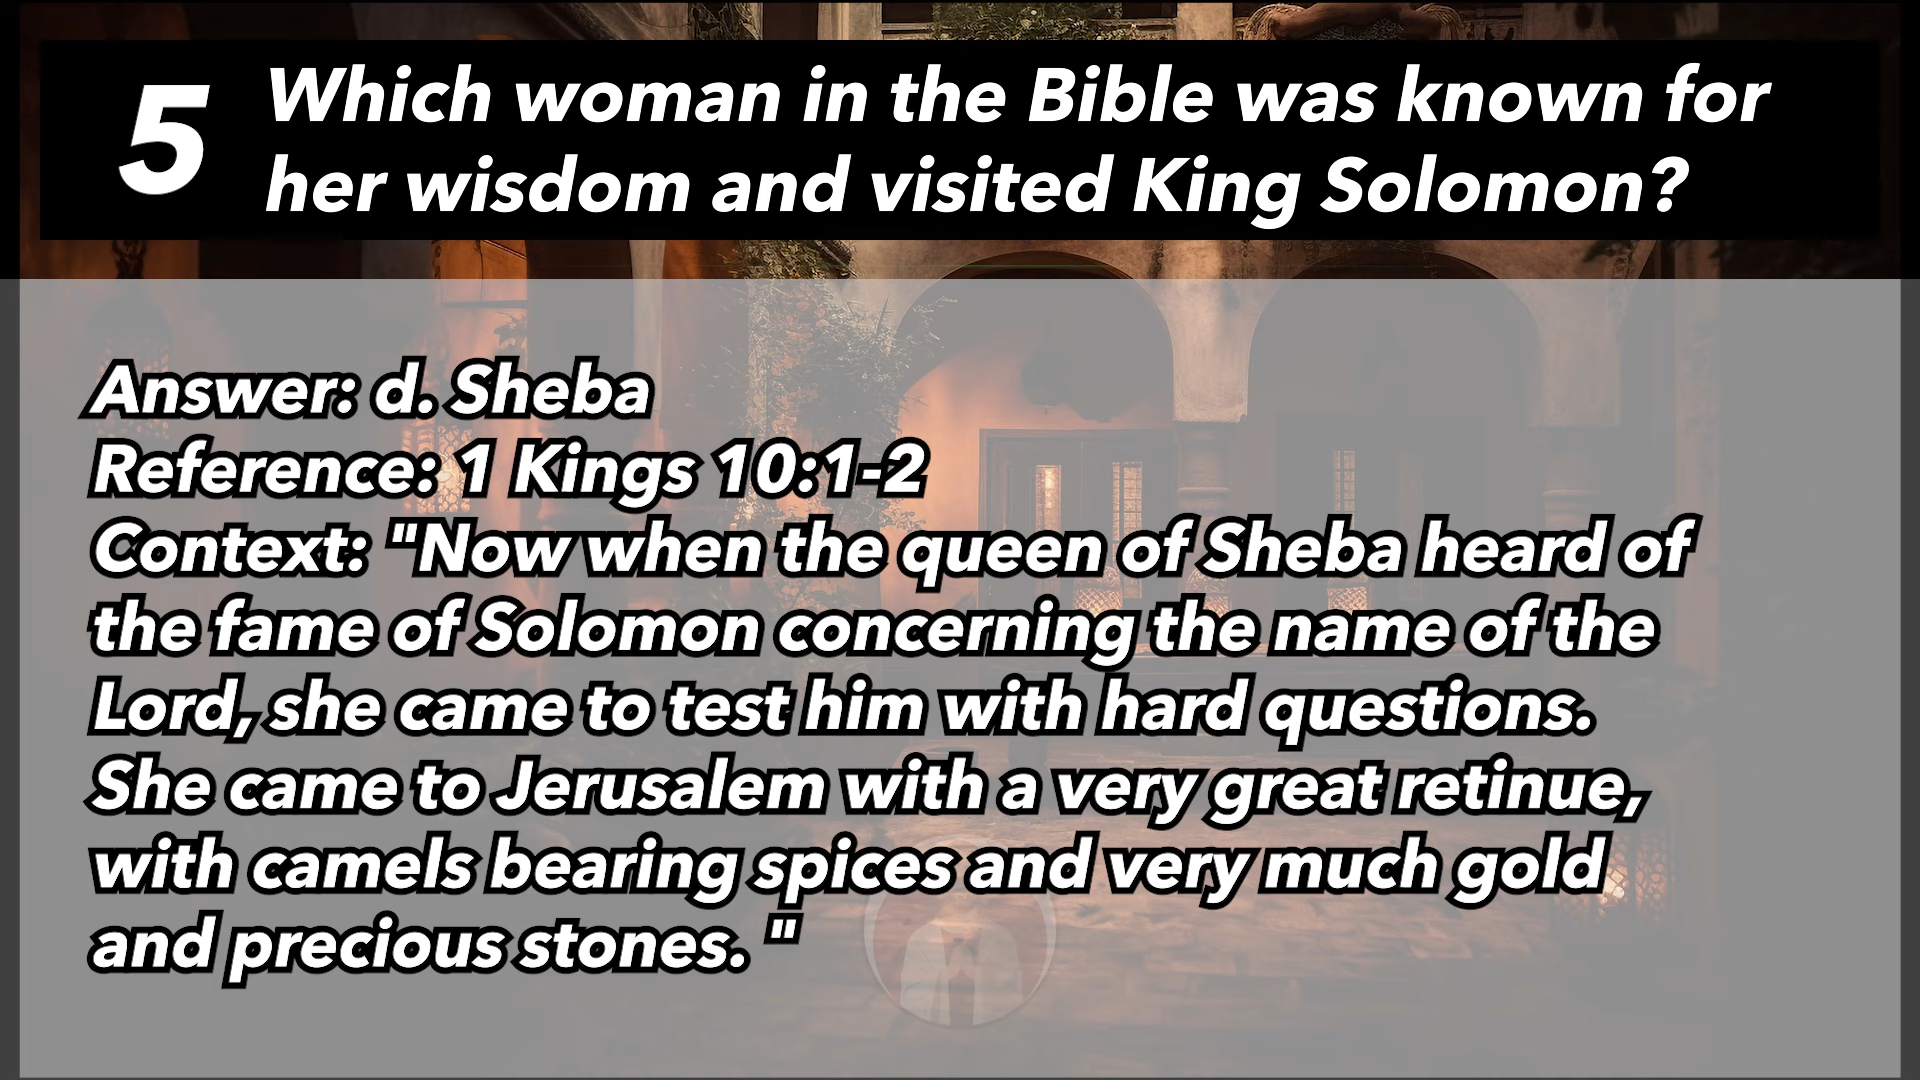 5
Which woman in the Bible was known for
her wisdom and visited King Solomon?
Answer: d. Sheba
Reference: 1 Kings 10:1-2
Context: "Now when the queen of Sheba heard of
the fame of Solomon concerning the name of the
Lord, she came to test him with hard questions.
She came to Jerusalem with a very great retinue,
with camels bearing spices and very much gold
and precious stones. "